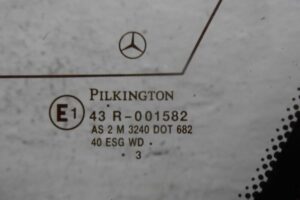 PILKINGTON
E1 43 R-001582
AS 2 M 3240 DOT 682
40 ESG WD
3